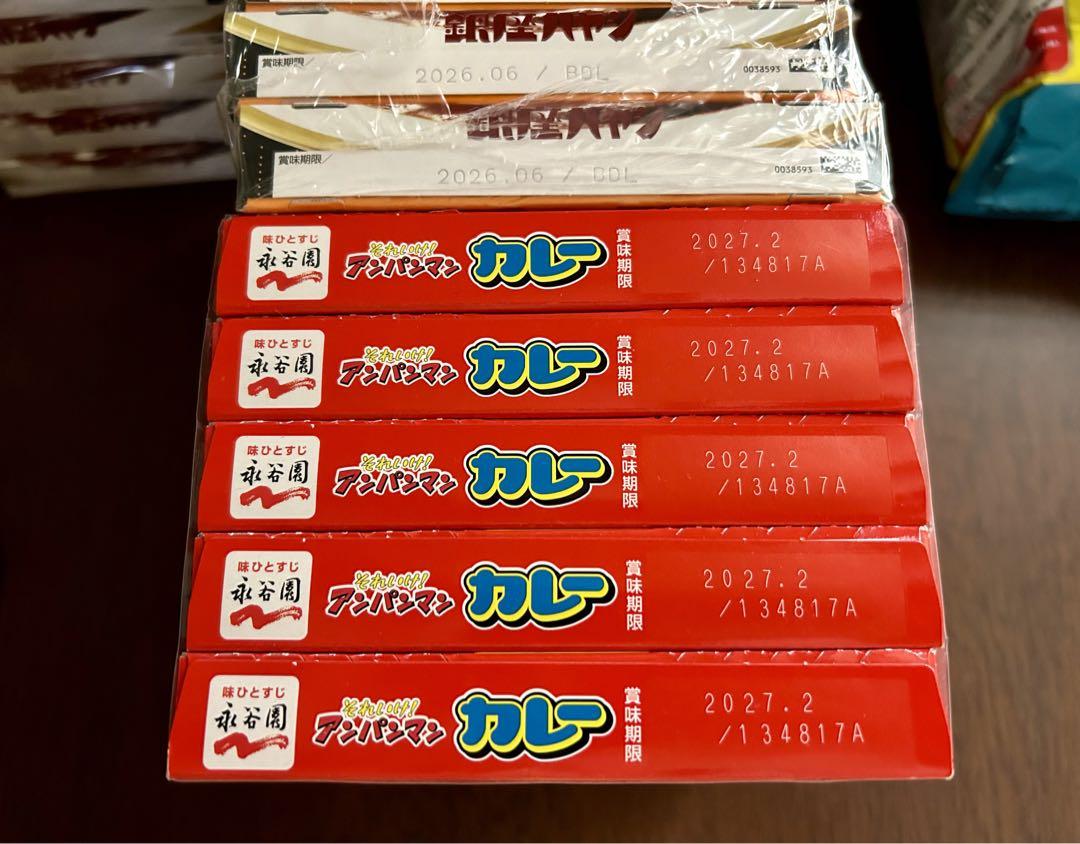 銀座ハヤシ
賞味期限/
2026.06 / BDL
0038593
銀座ハヤシ
賞味期限/
2026.06 / BDL
0038593
味ひとすじ
永谷園
それいけ!
アンパンマン
カレー
賞味期限
2027.2
/134817A
味ひとすじ
永谷園
それいけ!
アンパンマン
カレー
賞味期限
2027.2
/134817A
味ひとすじ
永谷園
それいけ!
アンパンマン
カレー
賞味期限
2027.2
/134817A
味ひとすじ
永谷園
それいけ!
アンパンマン
カレー
賞味期限
2027.2
/134817A
味ひとすじ
永谷園
それいけ!
アンパンマン
カレー
賞味期限
2027.2
/134817A